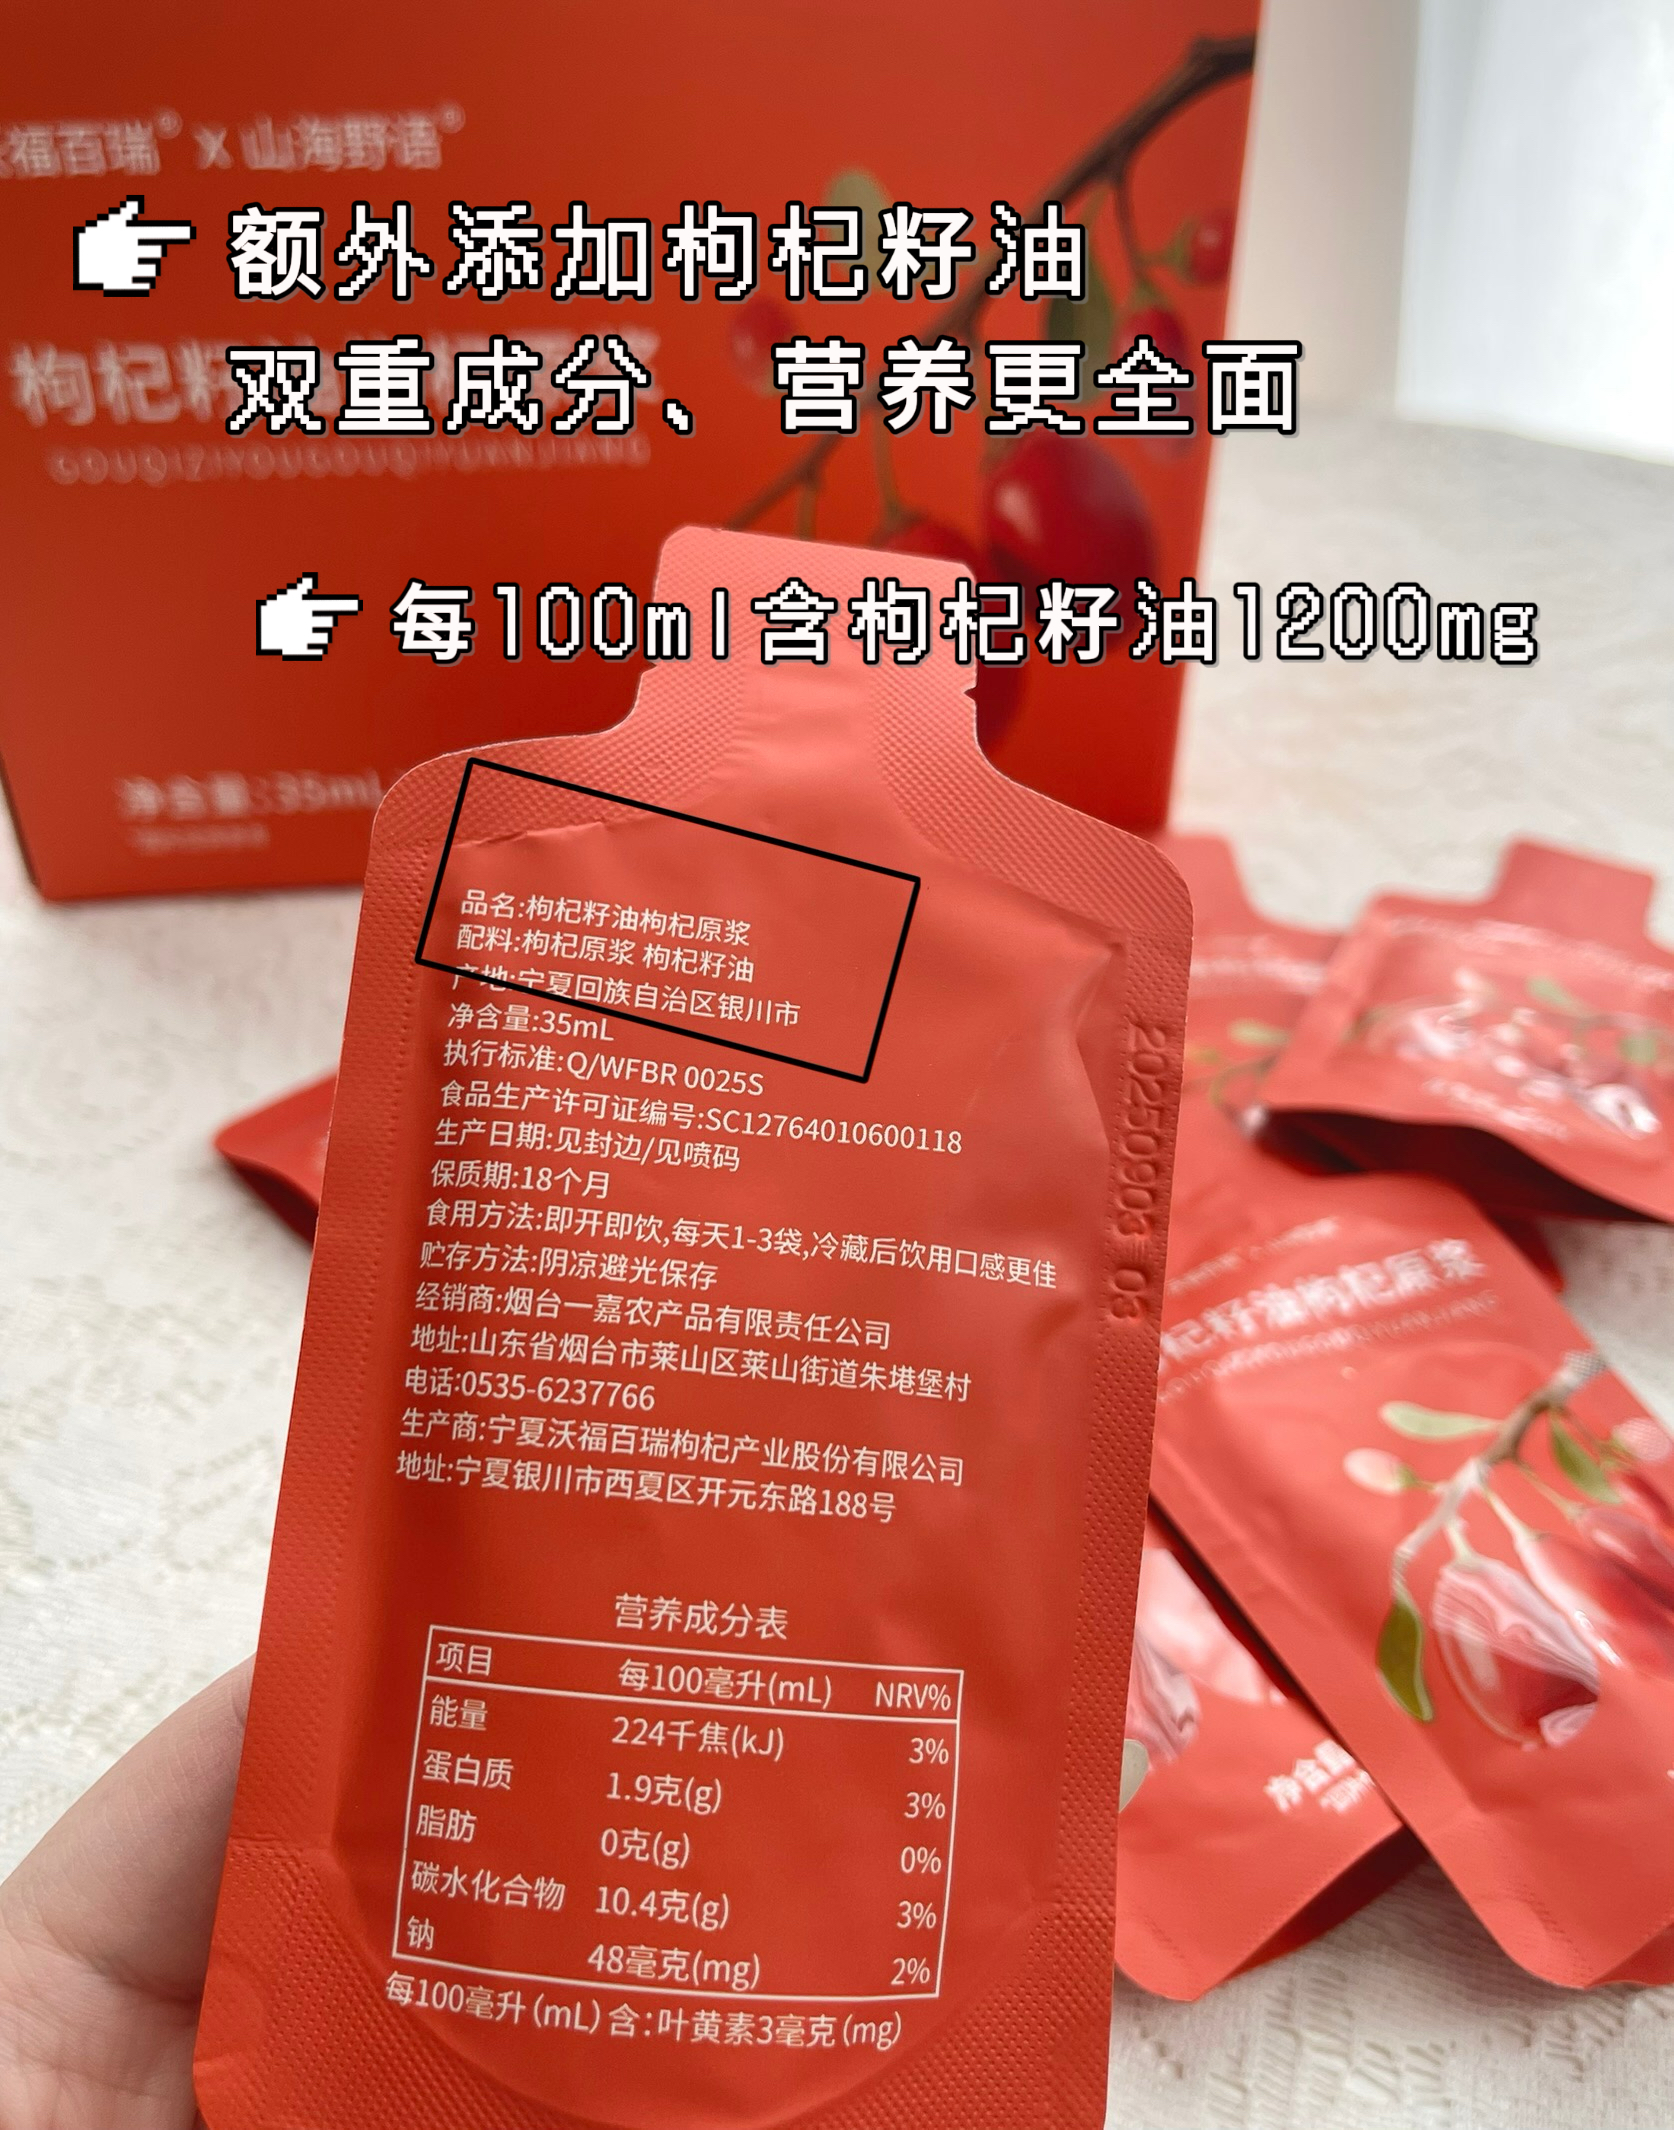 福百瑞® X 山海野语®
额外添加枸杞籽油
双重成分、营养更全面
枸杞籽
GOUQIZIYOUGOUQIYUANJIANG
每100ml含枸杞籽油1200mg
净含量:35mL
品名:枸杞籽油枸杞原浆
配料:枸杞原浆 枸杞籽油
产地:宁夏回族自治区银川市
净含量:35mL
执行标准:Q/WFBR 0025S
食品生产许可证编号:SC12764010600118
生产日期:见封边/见喷码
保质期:18个月
食用方法:即开即饮,每天1-3袋,冷藏后饮用口感更佳
贮存方法:阴凉避光保存
经销商:烟台一嘉农产品有限责任公司
地址:山东省烟台市莱山区莱山街道朱塂堡村
电话:0535-6237766
生产商:宁夏沃福百瑞枸杞产业股份有限公司
地址:宁夏银川市西夏区开元东路188号
20250903 03
营养成分表
项目 每100毫升(mL) NRV%
能量 224千焦(kJ) 3%
蛋白质 1.9克(g) 3%
脂肪 0克(g) 0%
碳水化合物 10.4克(g) 3%
钠 48毫克(mg) 2%
每100毫升(mL)含:叶黄素3毫克(mg)
杞籽油枸杞原浆
净含量